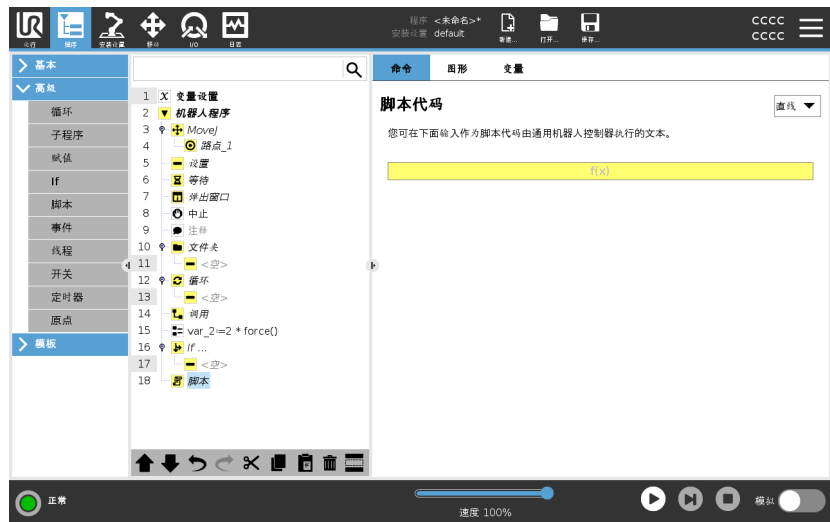 UR
运行
程序
安装设置
移动
I/O
日志
程序 <未命名>*
安装设置 default
新建...
打开...
保存...
cccc
cccc
基本
高级
循环
子程序
赋值
If
脚本
事件
线程
开关
定时器
原点
模板
1 X 变量设置
2 机器人程序
3 MoveJ
4 路点_1
5 设置
6 等待
7 弹出窗口
8 中止
9 注释
10 文件夹
11 <空>
12 循环
13 <空>
14 调用
15 var_2:=2 * force()
16 If ...
17 <空>
18 脚本
命令
图形
变量
脚本代码
直线
您可在下面输入作为脚本代码由通用机器人控制器执行的文本。
f(x)
正常
速度 100%
模拟